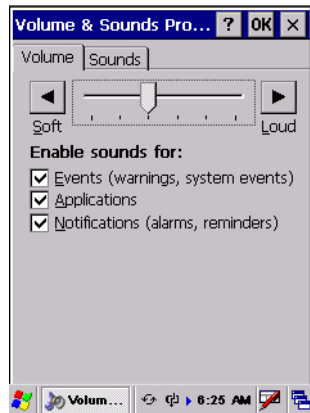 Volume & Sounds Pro... ? OK ×
Volume Sounds
Soft Loud
Enable sounds for:
Events (warnings, system events)
Applications
Notifications (alarms, reminders)
Volum... 6:25 AM